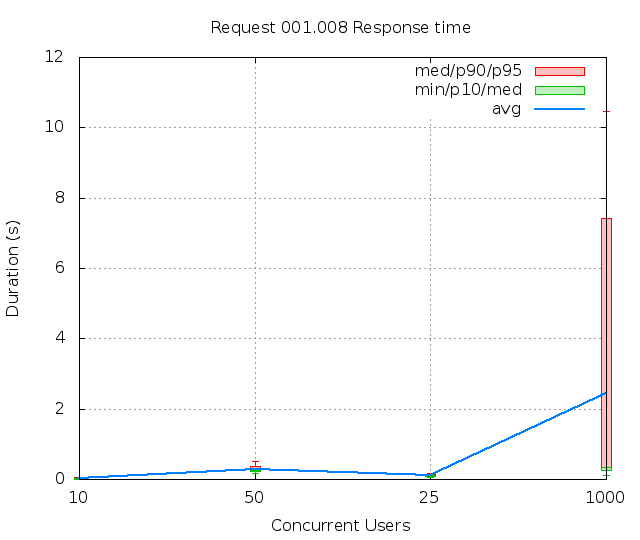 Request 001.008 Response time
med/p90/p95
min/p10/med
avg
12
10
8
6
4
2
0
Duration (s)
10 50 25 1000
Concurrent Users